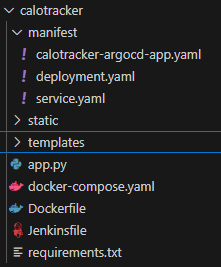 calotracker
manifest
calotracker-argocd-app.yaml
deployment.yaml
service.yaml
static
templates
app.py
docker-compose.yaml
Dockerfile
Jenkinsfile
requirements.txt